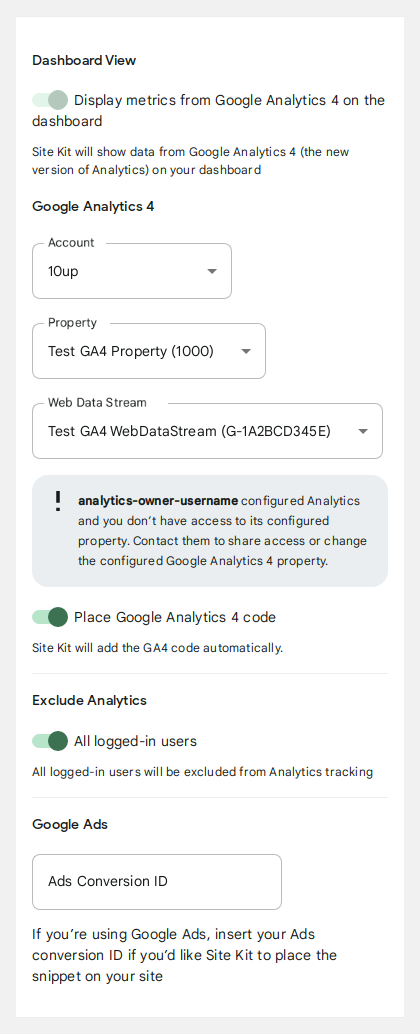 Dashboard View
Display metrics from Google Analytics 4 on the
dashboard
Site Kit will show data from Google Analytics 4 (the new
version of Analytics) on your dashboard
Google Analytics 4
Account
10up
Property
Test GA4 Property (1000)
Web Data Stream
Test GA4 WebDataStream (G-1A2BCD345E)
! analytics-owner-username configured Analytics
and you don’t have access to its configured
property. Contact them to share access or change
the configured Google Analytics 4 property.
Place Google Analytics 4 code
Site Kit will add the GA4 code automatically.
Exclude Analytics
All logged-in users
All logged-in users will be excluded from Analytics tracking
Google Ads
Ads Conversion ID
If you’re using Google Ads, insert your Ads
conversion ID if you’d like Site Kit to place the
snippet on your site